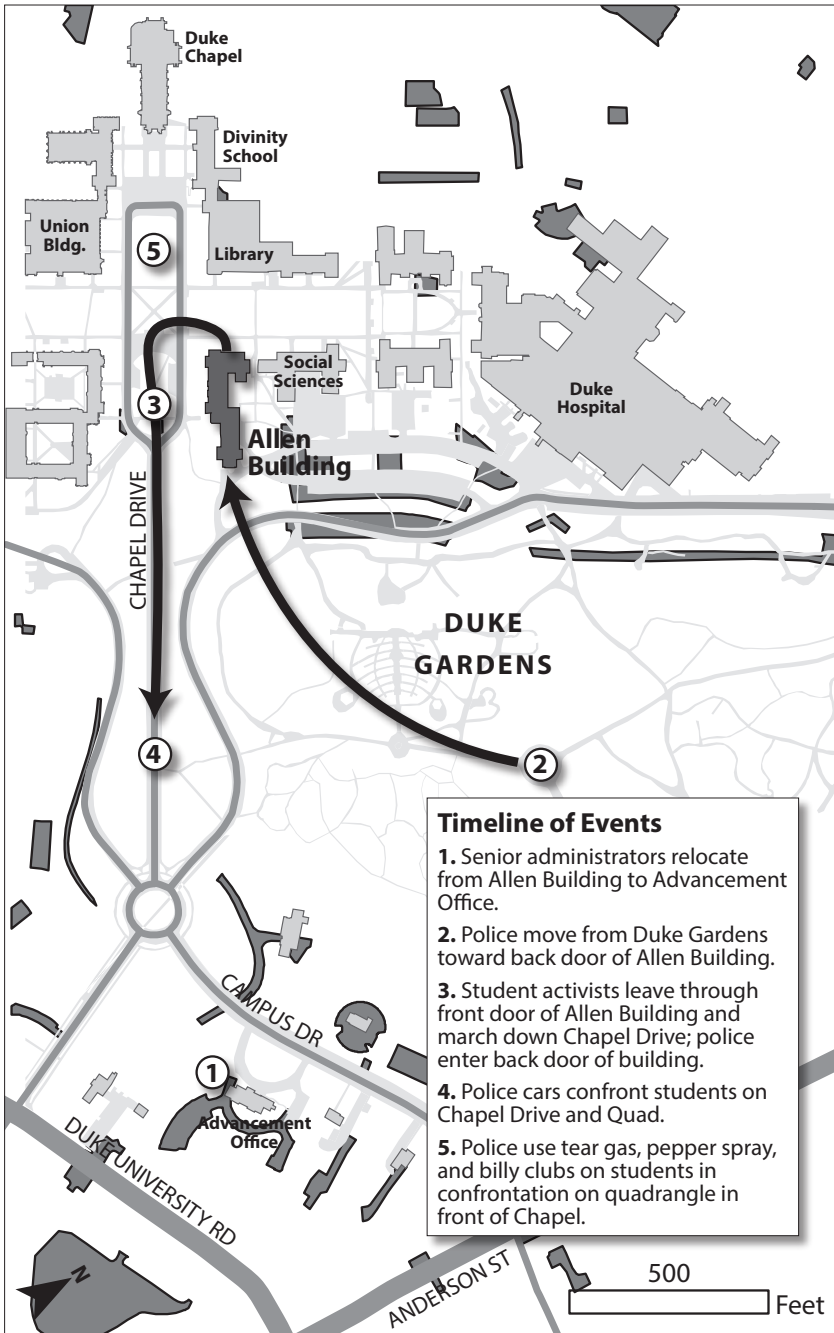 Duke
Chapel
Divinity
School
Union
Bldg.
5
Library
Social
Sciences
Duke
Hospital
3
Allen
Building
CHAPEL DRIVE
DUKE
GARDENS
4
2
Timeline of Events
1. Senior administrators relocate
from Allen Building to Advancement
Office.
2. Police move from Duke Gardens
toward back door of Allen Building.
3. Student activists leave through
front door of Allen Building and
march down Chapel Drive; police
enter back door of building.
4. Police cars confront students on
Chapel Drive and Quad.
5. Police use tear gas, pepper spray,
and billy clubs on students in
confrontation on quadrangle in
front of Chapel.
CAMPUS DR
1
Advancement
Office
DUKE UNIVERSITY RD
ANDERSON ST
N
500
Feet